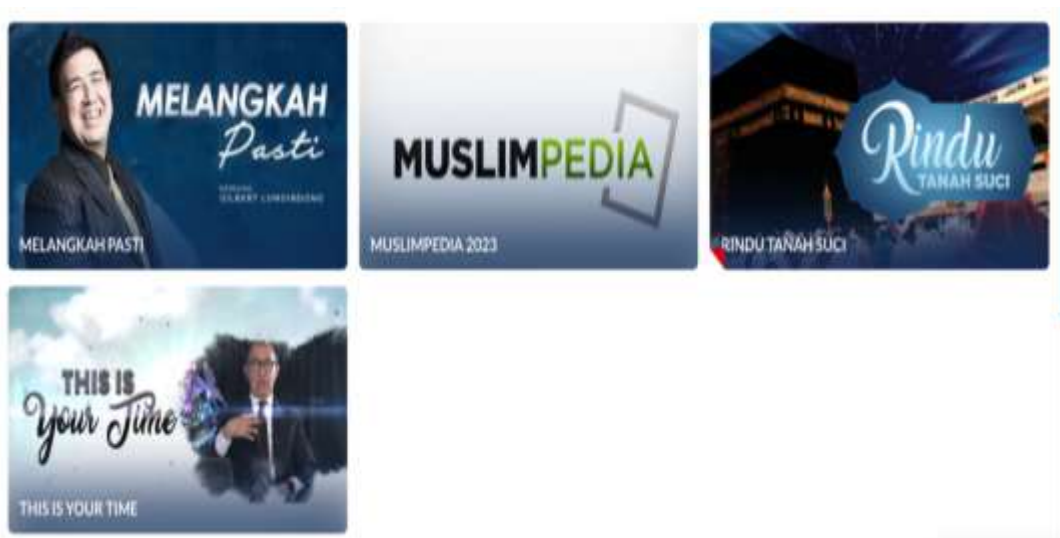 MELANGKAH
Pasti
GILBERT LUMOINDONG
MELANGKAH PASTI
MUSLIMPEDIA
MUSLIMPEDIA 2023
Rindu
TANAH SUCI
RINDU TANAH SUCI
THIS IS
Your Time
THIS IS YOUR TIME